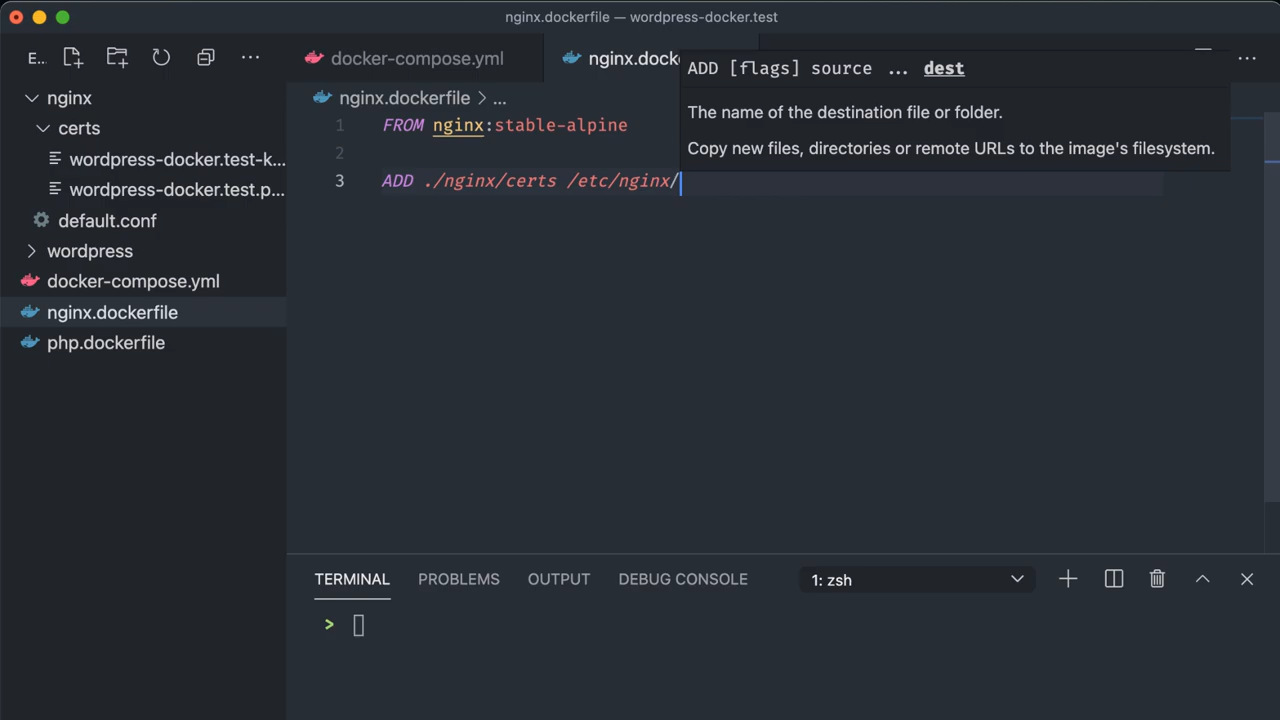 nginx.dockerfile — wordpress-docker.test
E...
docker-compose.yml
nginx.dock
ADD [flags] source ... dest
The name of the destination file or folder.
Copy new files, directories or remote URLs to the image's filesystem.
nginx
certs
wordpress-docker.test-k...
wordpress-docker.test.p...
default.conf
wordpress
docker-compose.yml
nginx.dockerfile
php.dockerfile
nginx.dockerfile > ...
1 FROM nginx:stable-alpine
2
3 ADD ./nginx/certs /etc/nginx/
TERMINAL PROBLEMS OUTPUT DEBUG CONSOLE 1: zsh
>